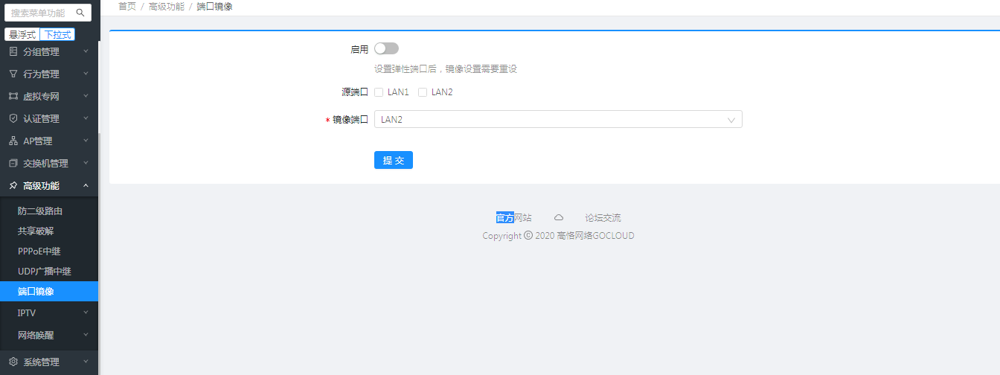 搜索菜单功能
悬浮式 下拉式
分组管理
行为管理
虚拟专网
认证管理
AP管理
交换机管理
高级功能
防二级路由
共享破解
PPPoE中继
UDP广播中继
端口镜像
IPTV
网络唤醒
系统管理
首页 / 高级功能 / 端口镜像
启用
设置弹性端口后，镜像设置需要重设
源端口 LAN1 LAN2
* 镜像端口 LAN2
提 交
官方网站 论坛交流
Copyright © 2020 高恪网络GOCLOUD